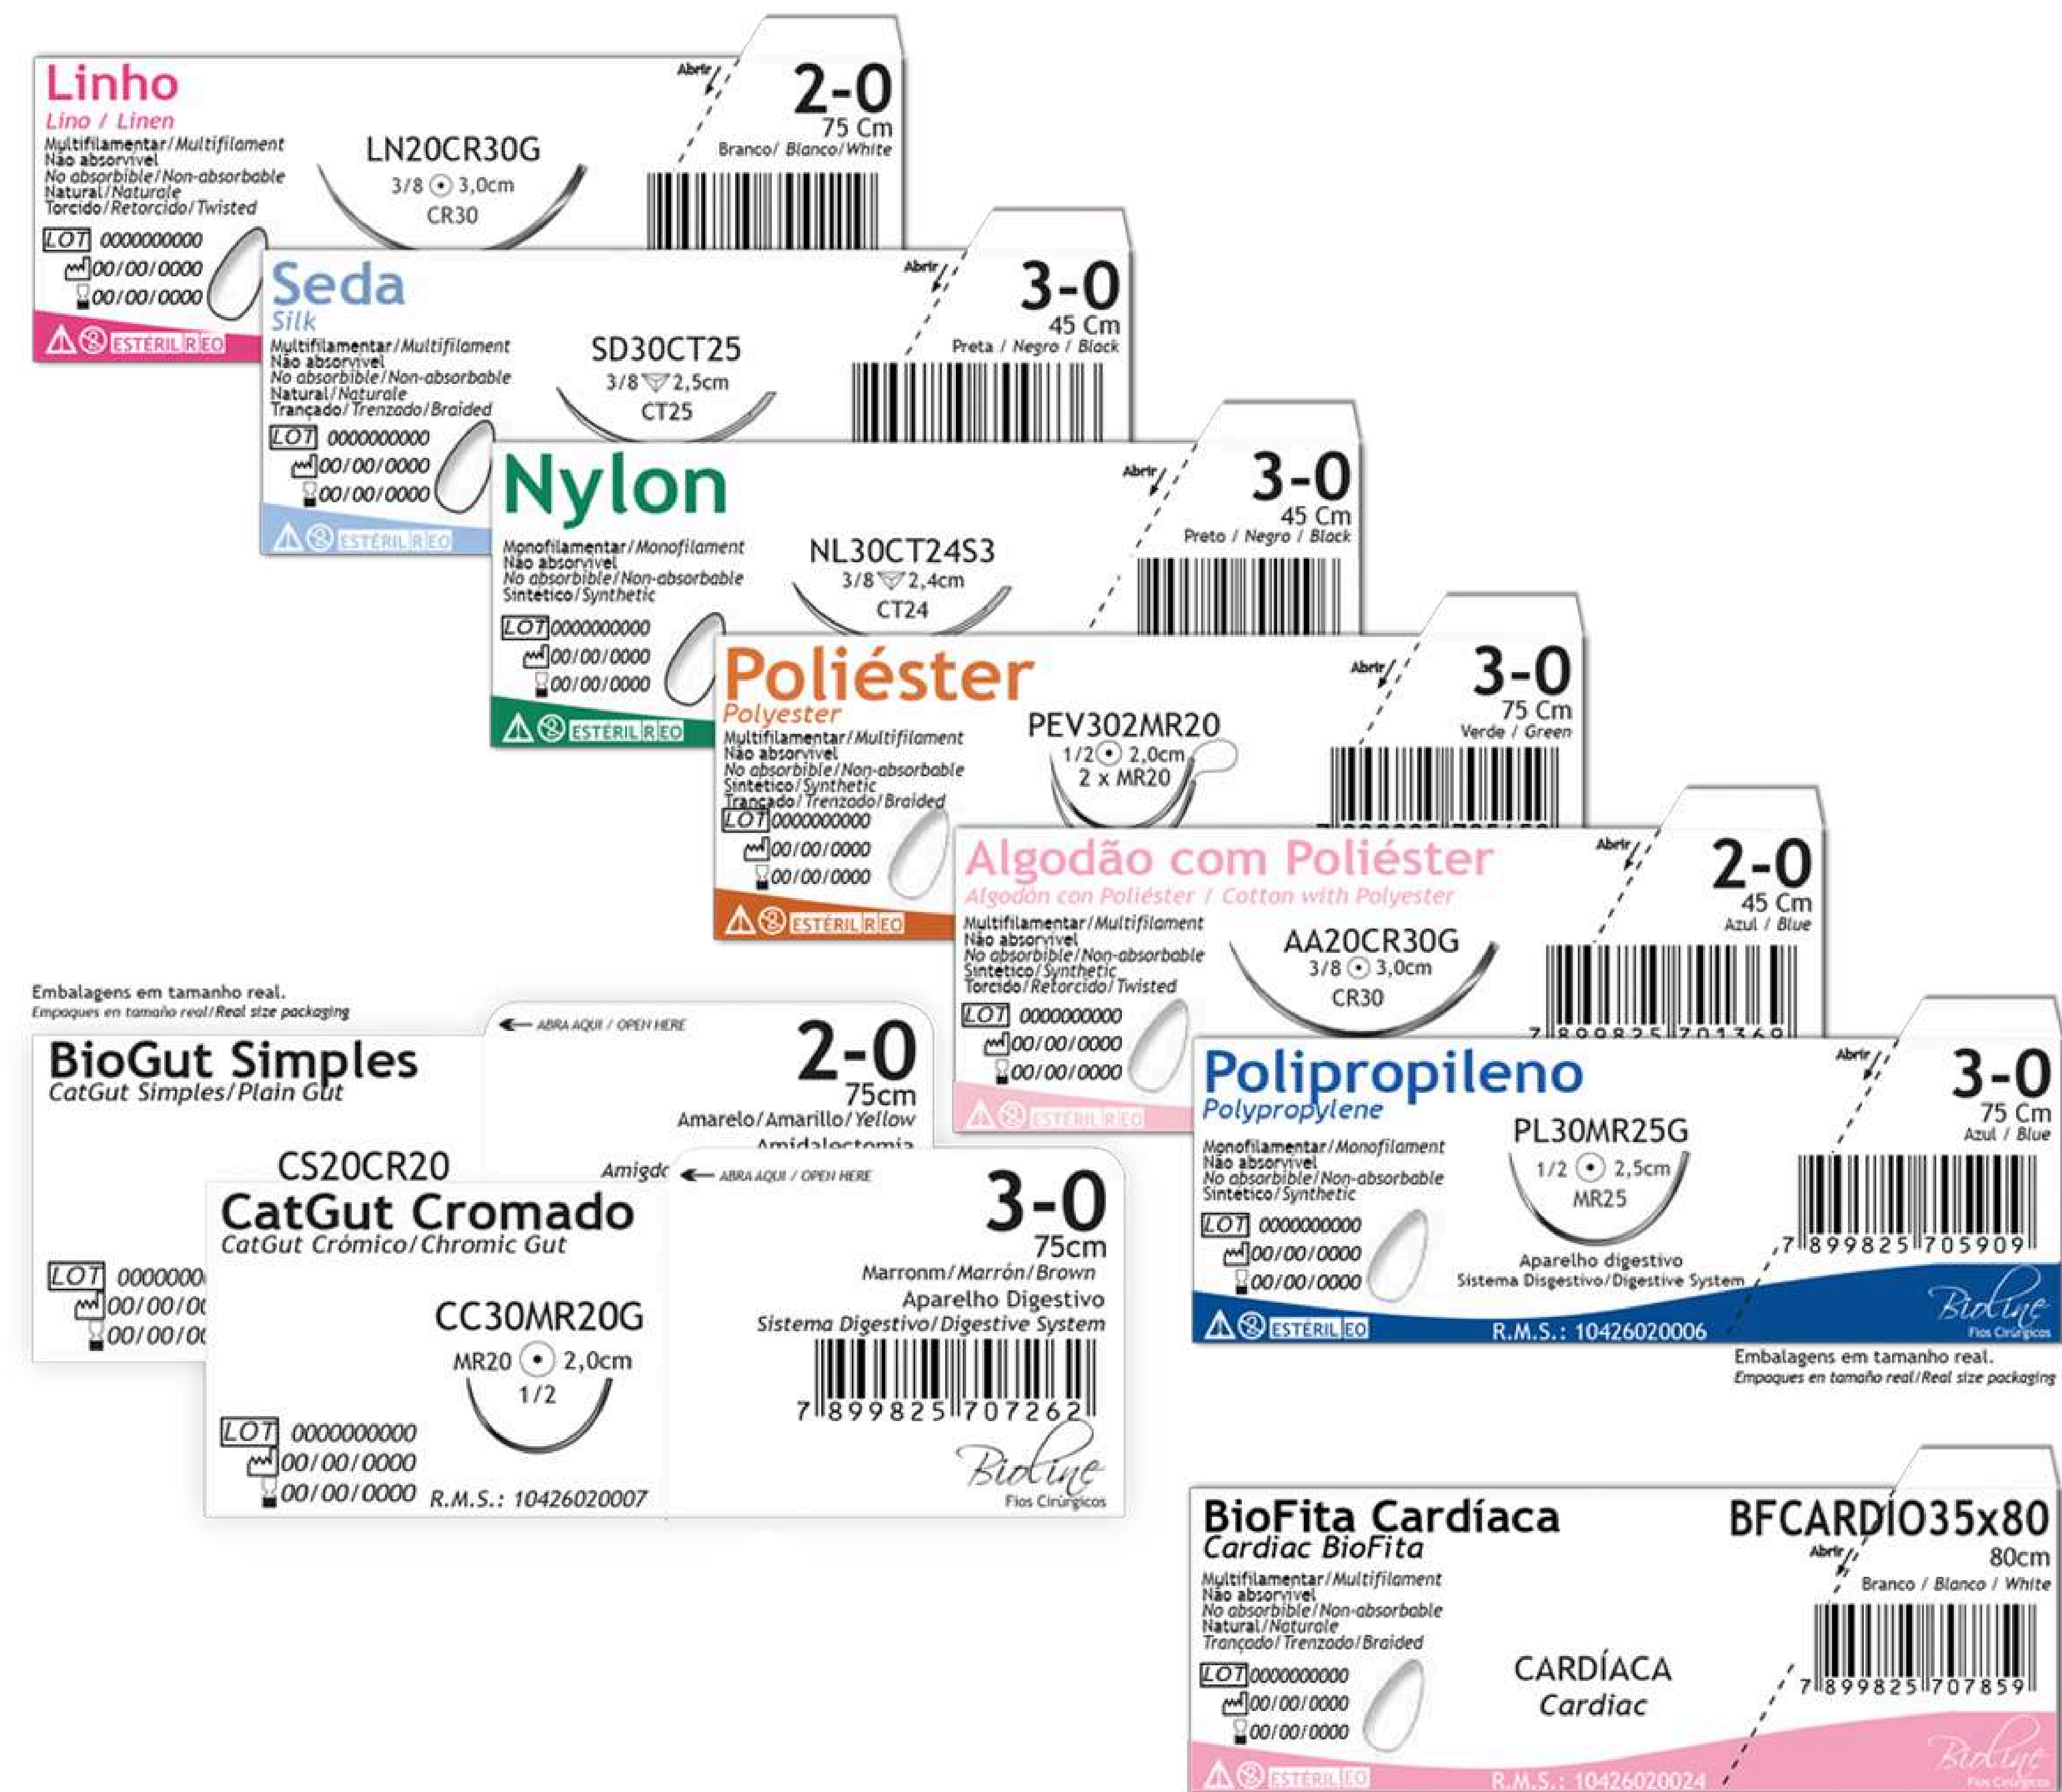 Linho
Lino / Linen
Multifilamentar/Multifilament
Não absorvível
No absorbible/Non-absorbable
Natural/Naturale
Torcido/Retorcido/Twisted
LOT 0000000000
00/00/0000
00/00/0000
ESTÉRIL R EO
LN20CR30G
3/8 3,0cm
CR30
Abrir
2-0
75 Cm
Branco/ Blanco/White
Seda
Silk
Multifilamentar/Multifilament
Não absorvível
No absorbible/Non-absorbable
Natural/Naturale
Trançado/Trenzado/Braided
LOT 0000000000
00/00/0000
00/00/0000
ESTÉRIL R EO
SD30CT25
3/8 2,5cm
CT25
Abrir
3-0
45 Cm
Preta / Negro / Black
Nylon
Monofilamentar/Monofilament
Não absorvível
No absorbible/Non-absorbable
Sintético/Synthetic
LOT 0000000000
00/00/0000
00/00/0000
ESTÉRIL R EO
NL30CT24S3
3/8 2,4cm
CT24
Abrir
3-0
45 Cm
Preto / Negro / Black
Poliéster
Polyester
Multifilamentar/Multifilament
Não absorvível
No absorbible/Non-absorbable
Sintético/Synthetic
Trançado/Trenzado/Braided
LOT 0000000000
00/00/0000
00/00/0000
ESTÉRIL R EO
PEV302MR20
1/2 2,0cm
2 x MR20
Abrir
3-0
75 Cm
Verde / Green
Algodão com Poliéster
Algodón con Poliéster / Cotton with Polyester
Multifilamentar/Multifilament
Não absorvível
No absorbible/Non-absorbable
Sintético/Synthetic
Torcido/Retorcido/Twisted
LOT 0000000000
00/00/0000
00/00/0000
ESTÉRIL R EO
AA20CR30G
3/8 3,0cm
CR30
Abrir
2-0
45 Cm
Azul / Blue
7 899825 701369
Embalagens em tamanho real.
Empaques en tamaño real/Real size packaging
BioGut Simples
CatGut Simples/Plain Gut
CS20CR20
LOT 0000000
00/00/00
00/00/00
ABRA AQUI / OPEN HERE
2-0
75cm
Amarelo/Amarillo/Yellow
Amidalectomia
Amigdc
CatGut Cromado
CatGut Crómico/Chromic Gut
CC30MR20G
MR20 2,0cm
1/2
LOT 0000000000
00/00/0000
00/00/0000
R.M.S.: 10426020007
ABRA AQUI / OPEN HERE
3-0
75cm
Marronm/Marrón/Brown
Aparelho Digestivo
Sistema Digestivo/Digestive System
7 899825 707262
Bioline
Fios Cirúrgicos
Polipropileno
Polypropylene
Monofilamentar/Monofilament
Não absorvível
No absorbible/Non-absorbable
Sintético/Synthetic
LOT 0000000000
00/00/0000
00/00/0000
ESTÉRIL EO
PL30MR25G
1/2 2,5cm
MR25
Aparelho digestivo
Sistema Disgestivo/Digestive System
R.M.S.: 10426020006
Abrir
3-0
75 Cm
Azul / Blue
7 899825 705909
Bioline
Fios Cirúrgicos
Embalagens em tamanho real.
Empaques en tamaño real/Real size packaging
BioFita Cardíaca
Cardiac BioFita
Multifilamentar/Multifilament
Não absorvível
No absorbible/Non-absorbable
Natural/Naturale
Trançado/Trenzado/Braided
LOT 0000000000
00/00/0000
00/00/0000
ESTÉRIL EO
CARDÍACA
Cardiac
R.M.S.: 10426020024
BFCARDIO35x80
Abrir
80cm
Branco / Blanco / White
7 899825 707859
Bioline
Fios Cirúrgicos